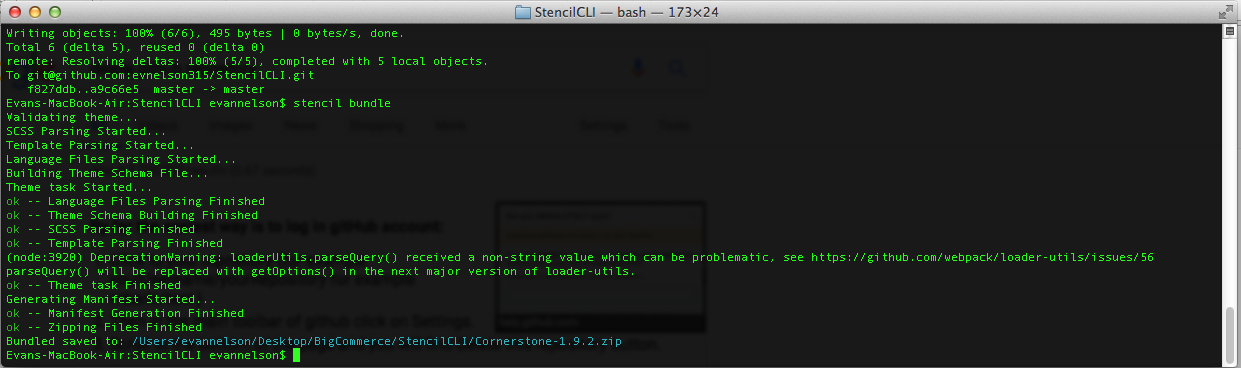 StencilCLI — bash — 173×24
Writing objects: 100% (6/6), 495 bytes | 0 bytes/s, done.
Total 6 (delta 5), reused 0 (delta 0)
remote: Resolving deltas: 100% (5/5), completed with 5 local objects.
To git@github.com:evnelson315/StencilCLI.git
   f827ddb..a9c66e5  master -> master
Evans-MacBook-Air:StencilCLI evannelson$ stencil bundle
Validating theme...
SCSS Parsing Started...
Template Parsing Started...
Language Files Parsing Started...
Building Theme Schema File...
Theme task Started...
ok -- Language Files Parsing Finished
ok -- Theme Schema Building Finished
ok -- SCSS Parsing Finished
ok -- Template Parsing Finished
(node:3920) DeprecationWarning: loaderUtils.parseQuery() received a non-string value which can be problematic, see https://github.com/webpack/loader-utils/issues/56
parseQuery() will be replaced with getOptions() in the next major version of loader-utils.
ok -- Theme task Finished
Generating Manifest Started...
ok -- Manifest Generation Finished
ok -- Zipping Files Finished
Bundled saved to: /Users/evannelson/Desktop/BigCommerce/StencilCLI/Cornerstone-1.9.2.zip
Evans-MacBook-Air:StencilCLI evannelson$